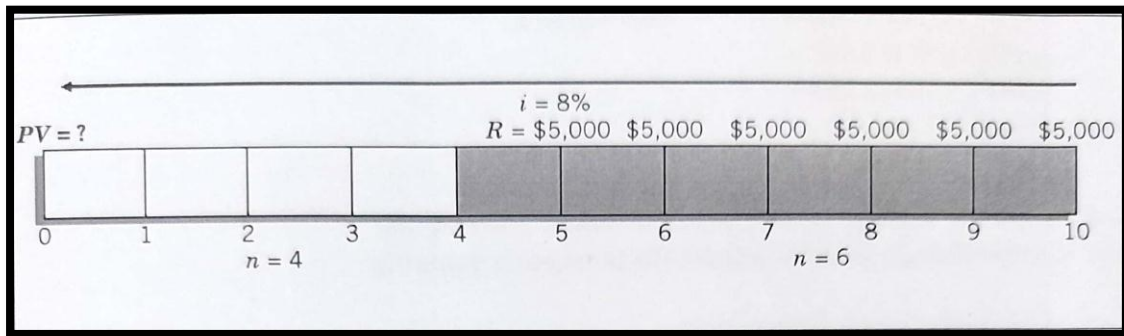 i = 8%
PV = ? R = $5,000 $5,000 $5,000 $5,000 $5,000 $5,000
0 1 2 3 4 5 6 7 8 9 10
n = 4 n = 6